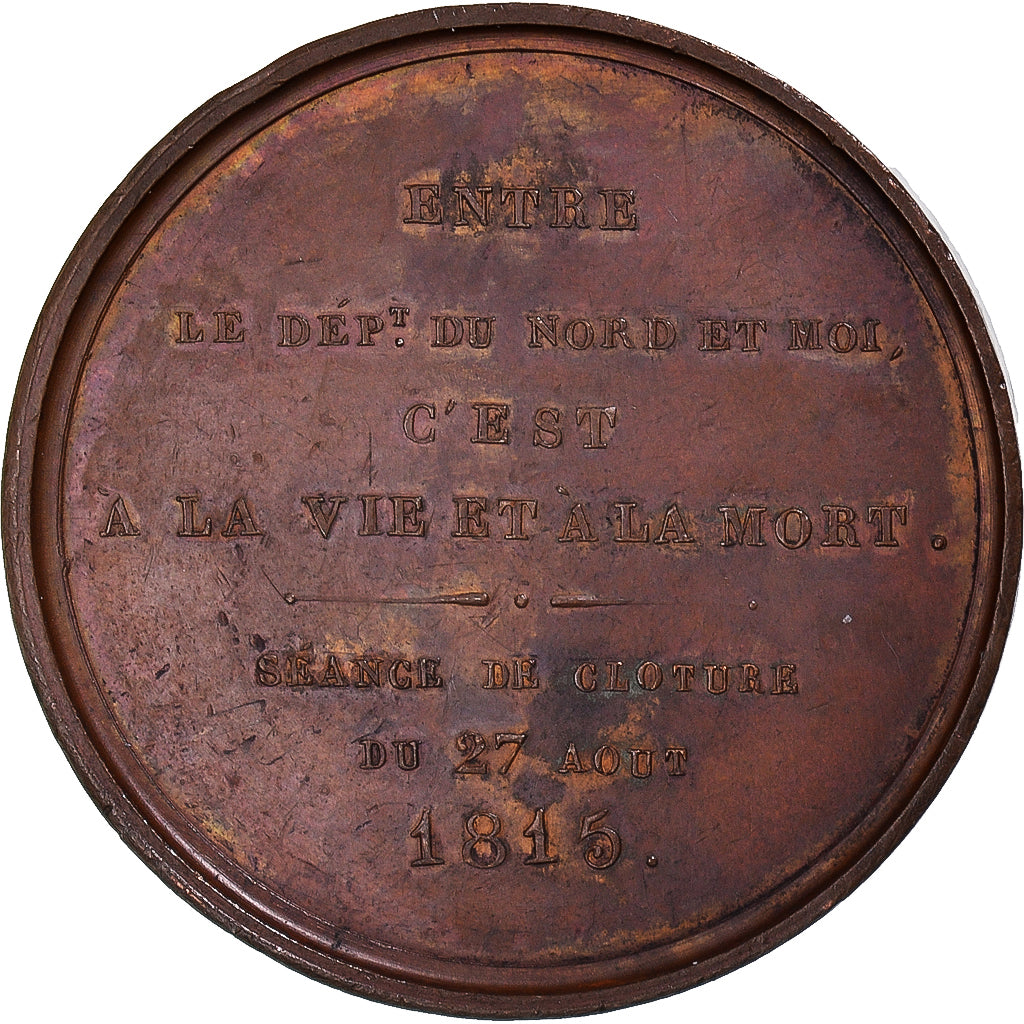 ENTRE
LE DÉPᵀ. DU NORD ET MOI,
C'EST
À LA VIE ET À LA MORT.
SÉANCE DE CLOTURE
DU 27 AOUT
1815.